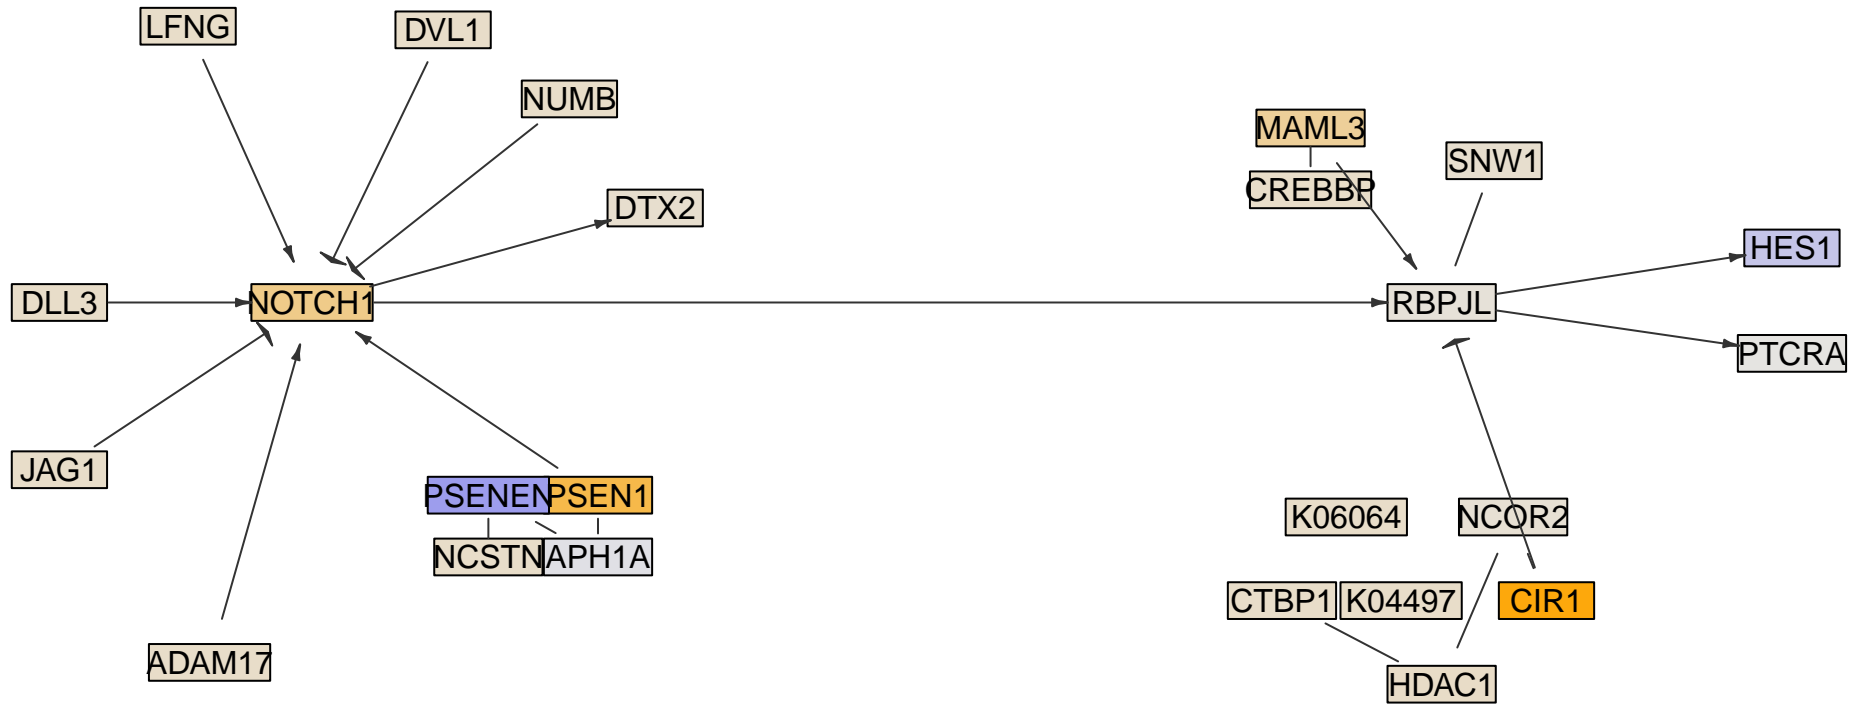 LFNG
DVL1
NUMB
MAML3
SNW1
CREBBP
DTX2
HES1
DLL3
NOTCH1
RBPJL
PTCRA
JAG1
PSENEN
PSEN1
K06064
NCOR2
NCSTN
APH1A
CTBP1
K04497
CIR1
ADAM17
HDAC1